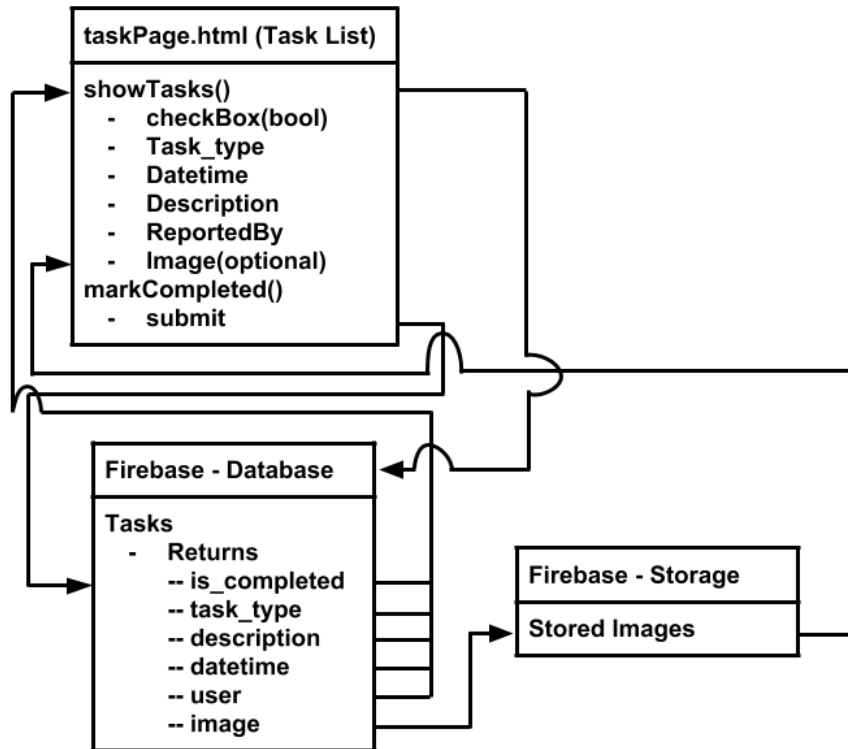 taskPage.html (Task List)
showTasks()
- checkBox(bool)
- Task_type
- Datetime
- Description
- ReportedBy
- Image(optional)
markCompleted()
- submit
Firebase - Database
Tasks
- Returns
-- is_completed
-- task_type
-- description
-- datetime
-- user
-- image
Firebase - Storage
Stored Images